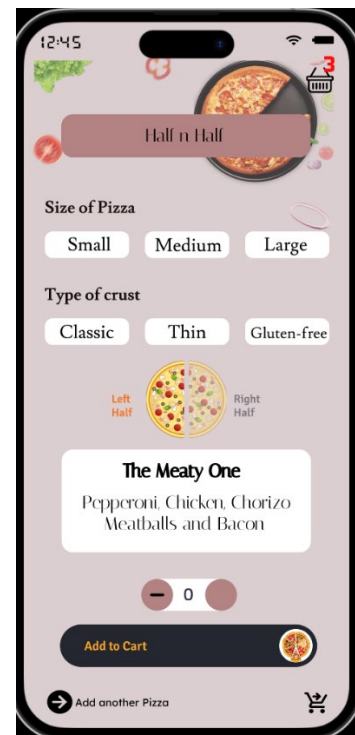 12:45
3
Half n Half
Size of Pizza
Small Medium Large
Type of crust
Classic Thin Gluten-free
Left Half
Right Half
The Meaty One
Pepperoni, Chicken, Chorizo
Meatballs and Bacon
0
Add to Cart
Add another Pizza